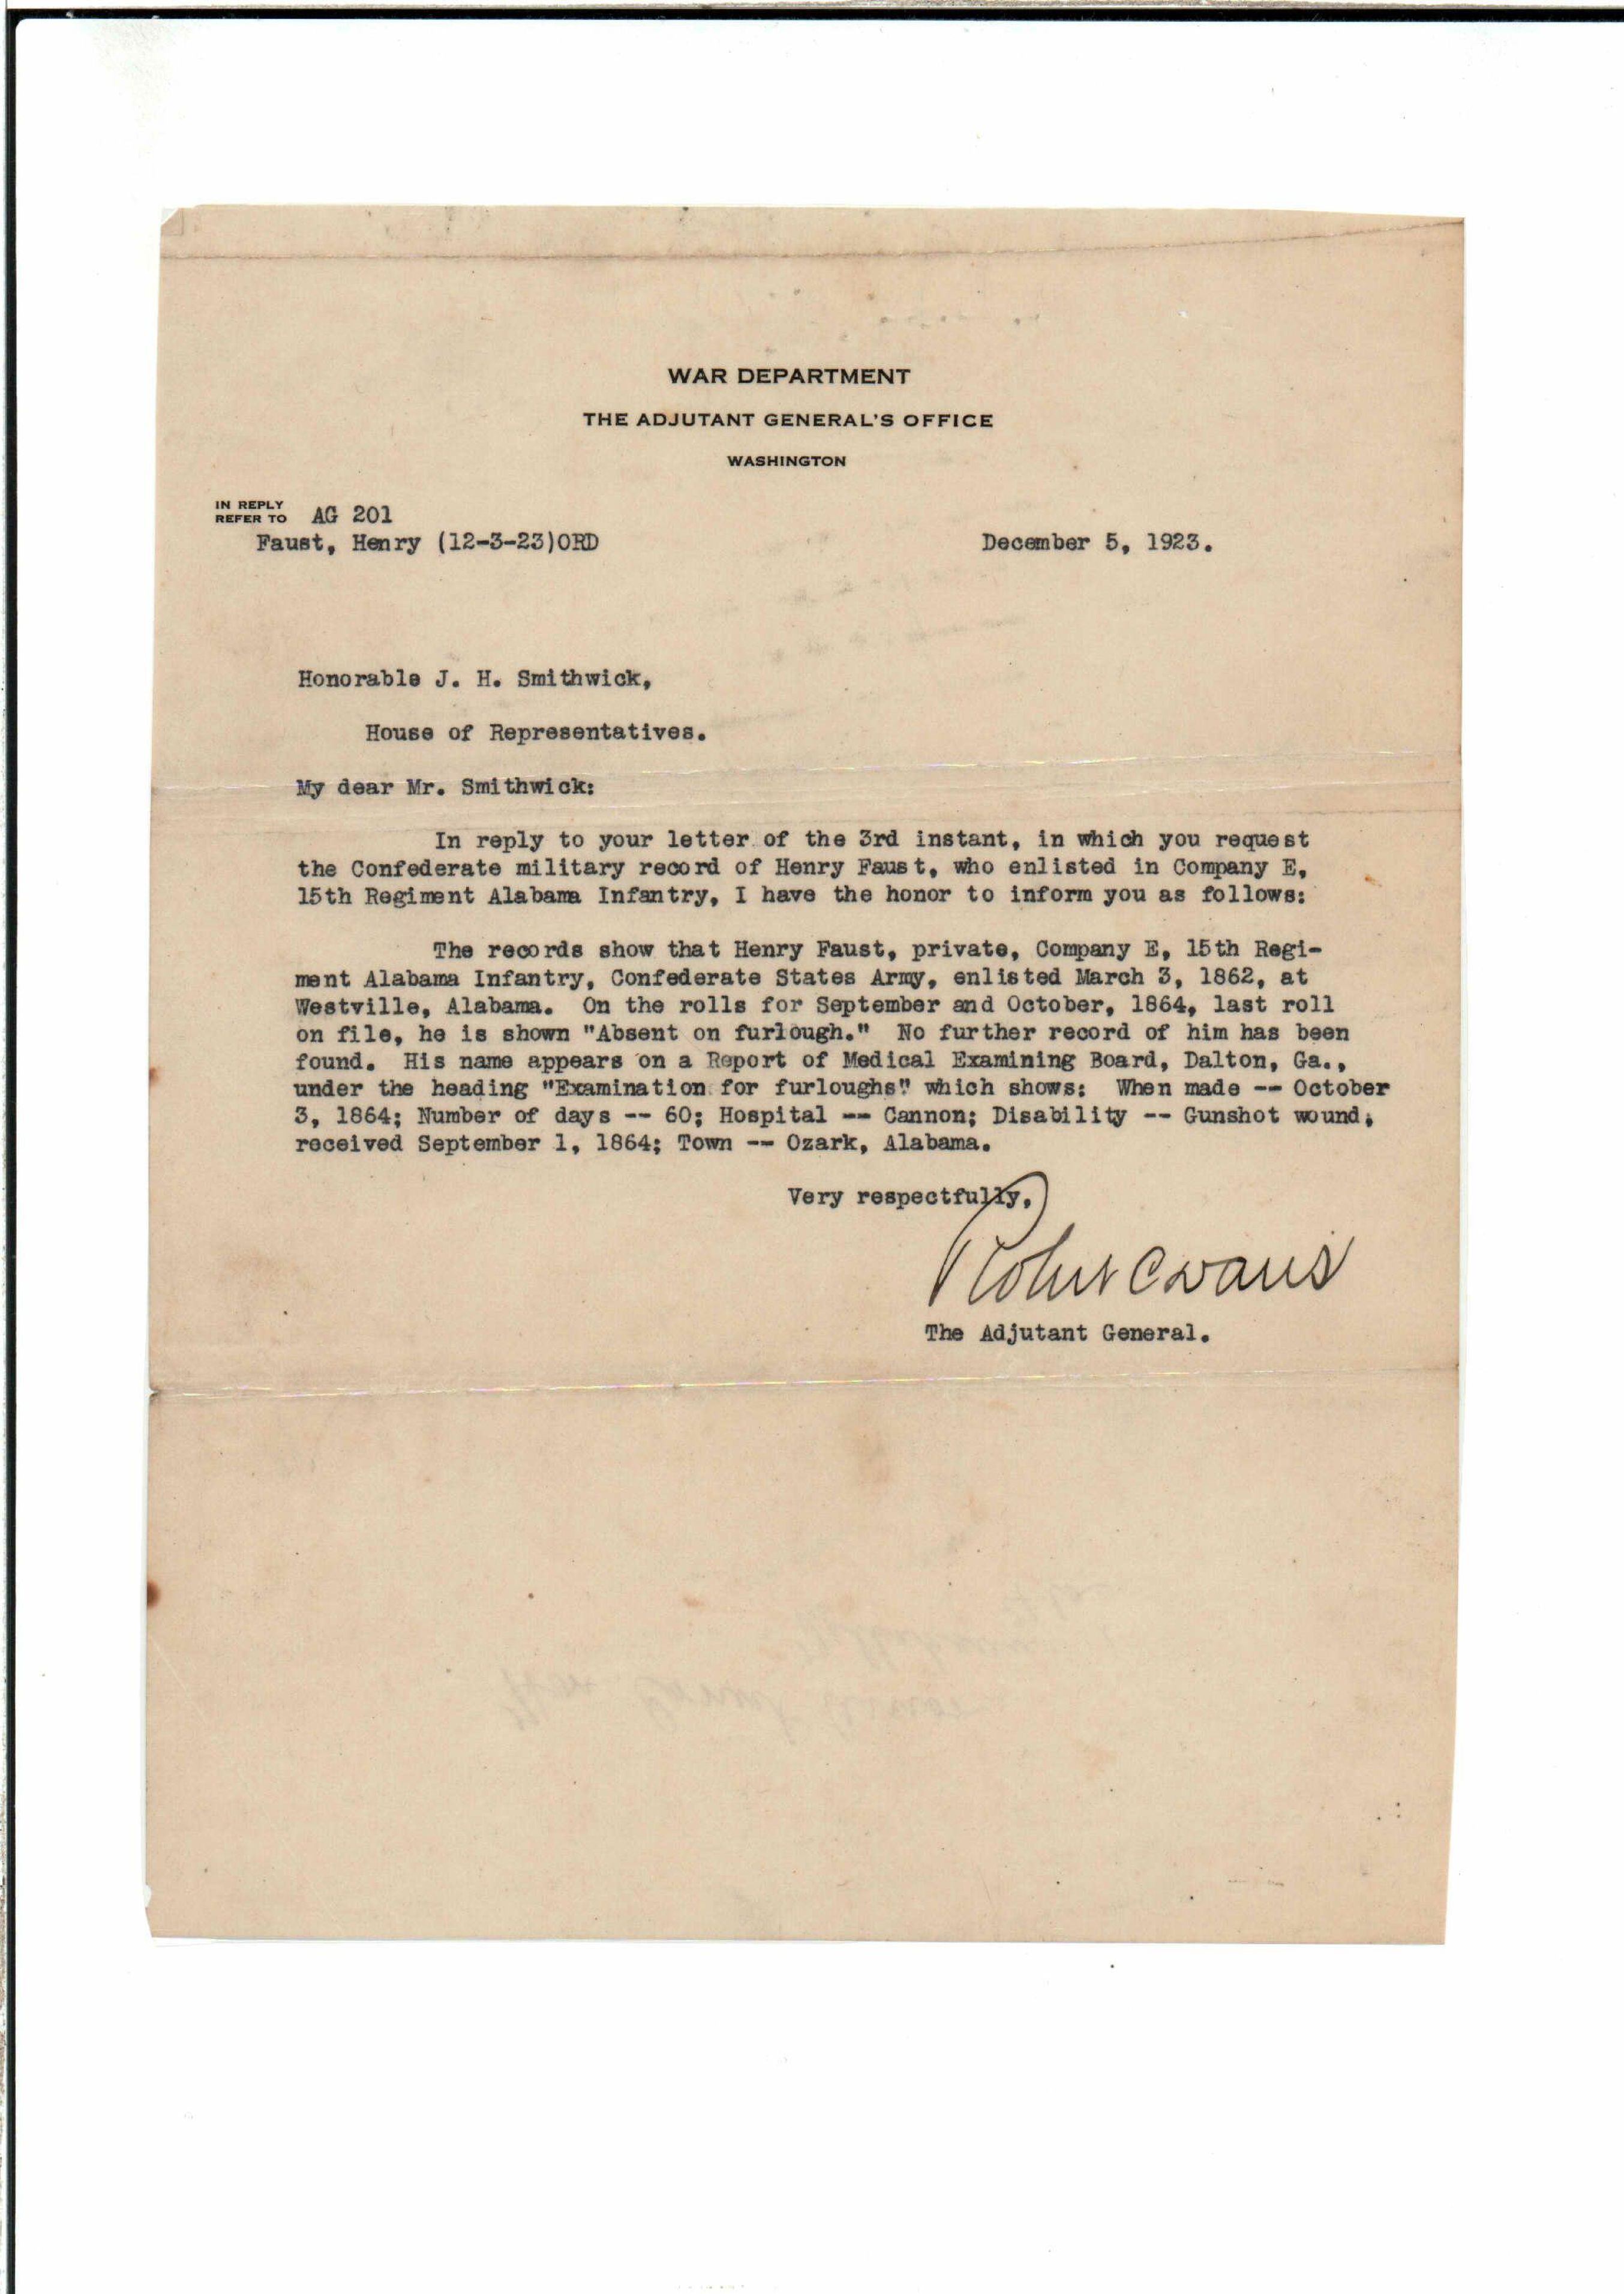 WAR DEPARTMENT
THE ADJUTANT GENERAL'S OFFICE
WASHINGTON
IN REPLY
REFER TO AG 201
Faust, Henry (12-3-23)ORD
December 5, 1923.
Honorable J. H. Smithwick,
House of Representatives.
My dear Mr. Smithwick:
In reply to your letter of the 3rd instant, in which you request
the Confederate military record of Henry Faust, who enlisted in Company E,
15th Regiment Alabama Infantry, I have the honor to inform you as follows:
The records show that Henry Faust, private, Company E, 15th Regi-
ment Alabama Infantry, Confederate States Army, enlisted March 3, 1862, at
Westville, Alabama. On the rolls for September and October, 1864, last roll
on file, he is shown "Absent on furlough." No further record of him has been
found. His name appears on a Report of Medical Examining Board, Dalton, Ga.,
under the heading "Examination for furloughs" which shows: When made -- October
3, 1864; Number of days -- 60; Hospital -- Cannon; Disability -- Gunshot wound,
received September 1, 1864; Town -- Ozark, Alabama.
Very respectfully,
The Adjutant General.